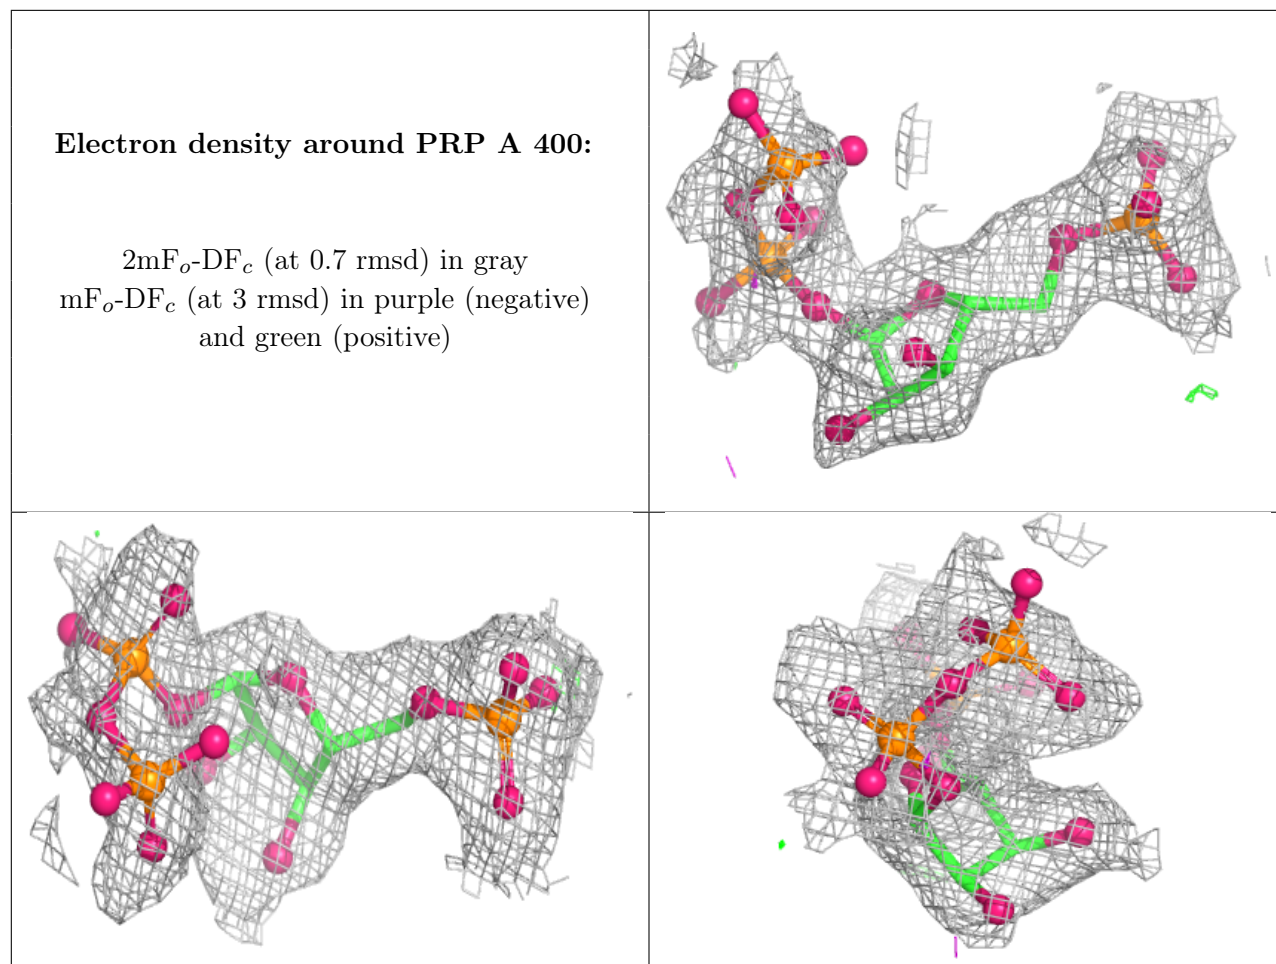 Electron density around PRP A 400:
2mFo-DFc (at 0.7 rmsd) in gray
mFo-DFc (at 3 rmsd) in purple (negative)
and green (positive)